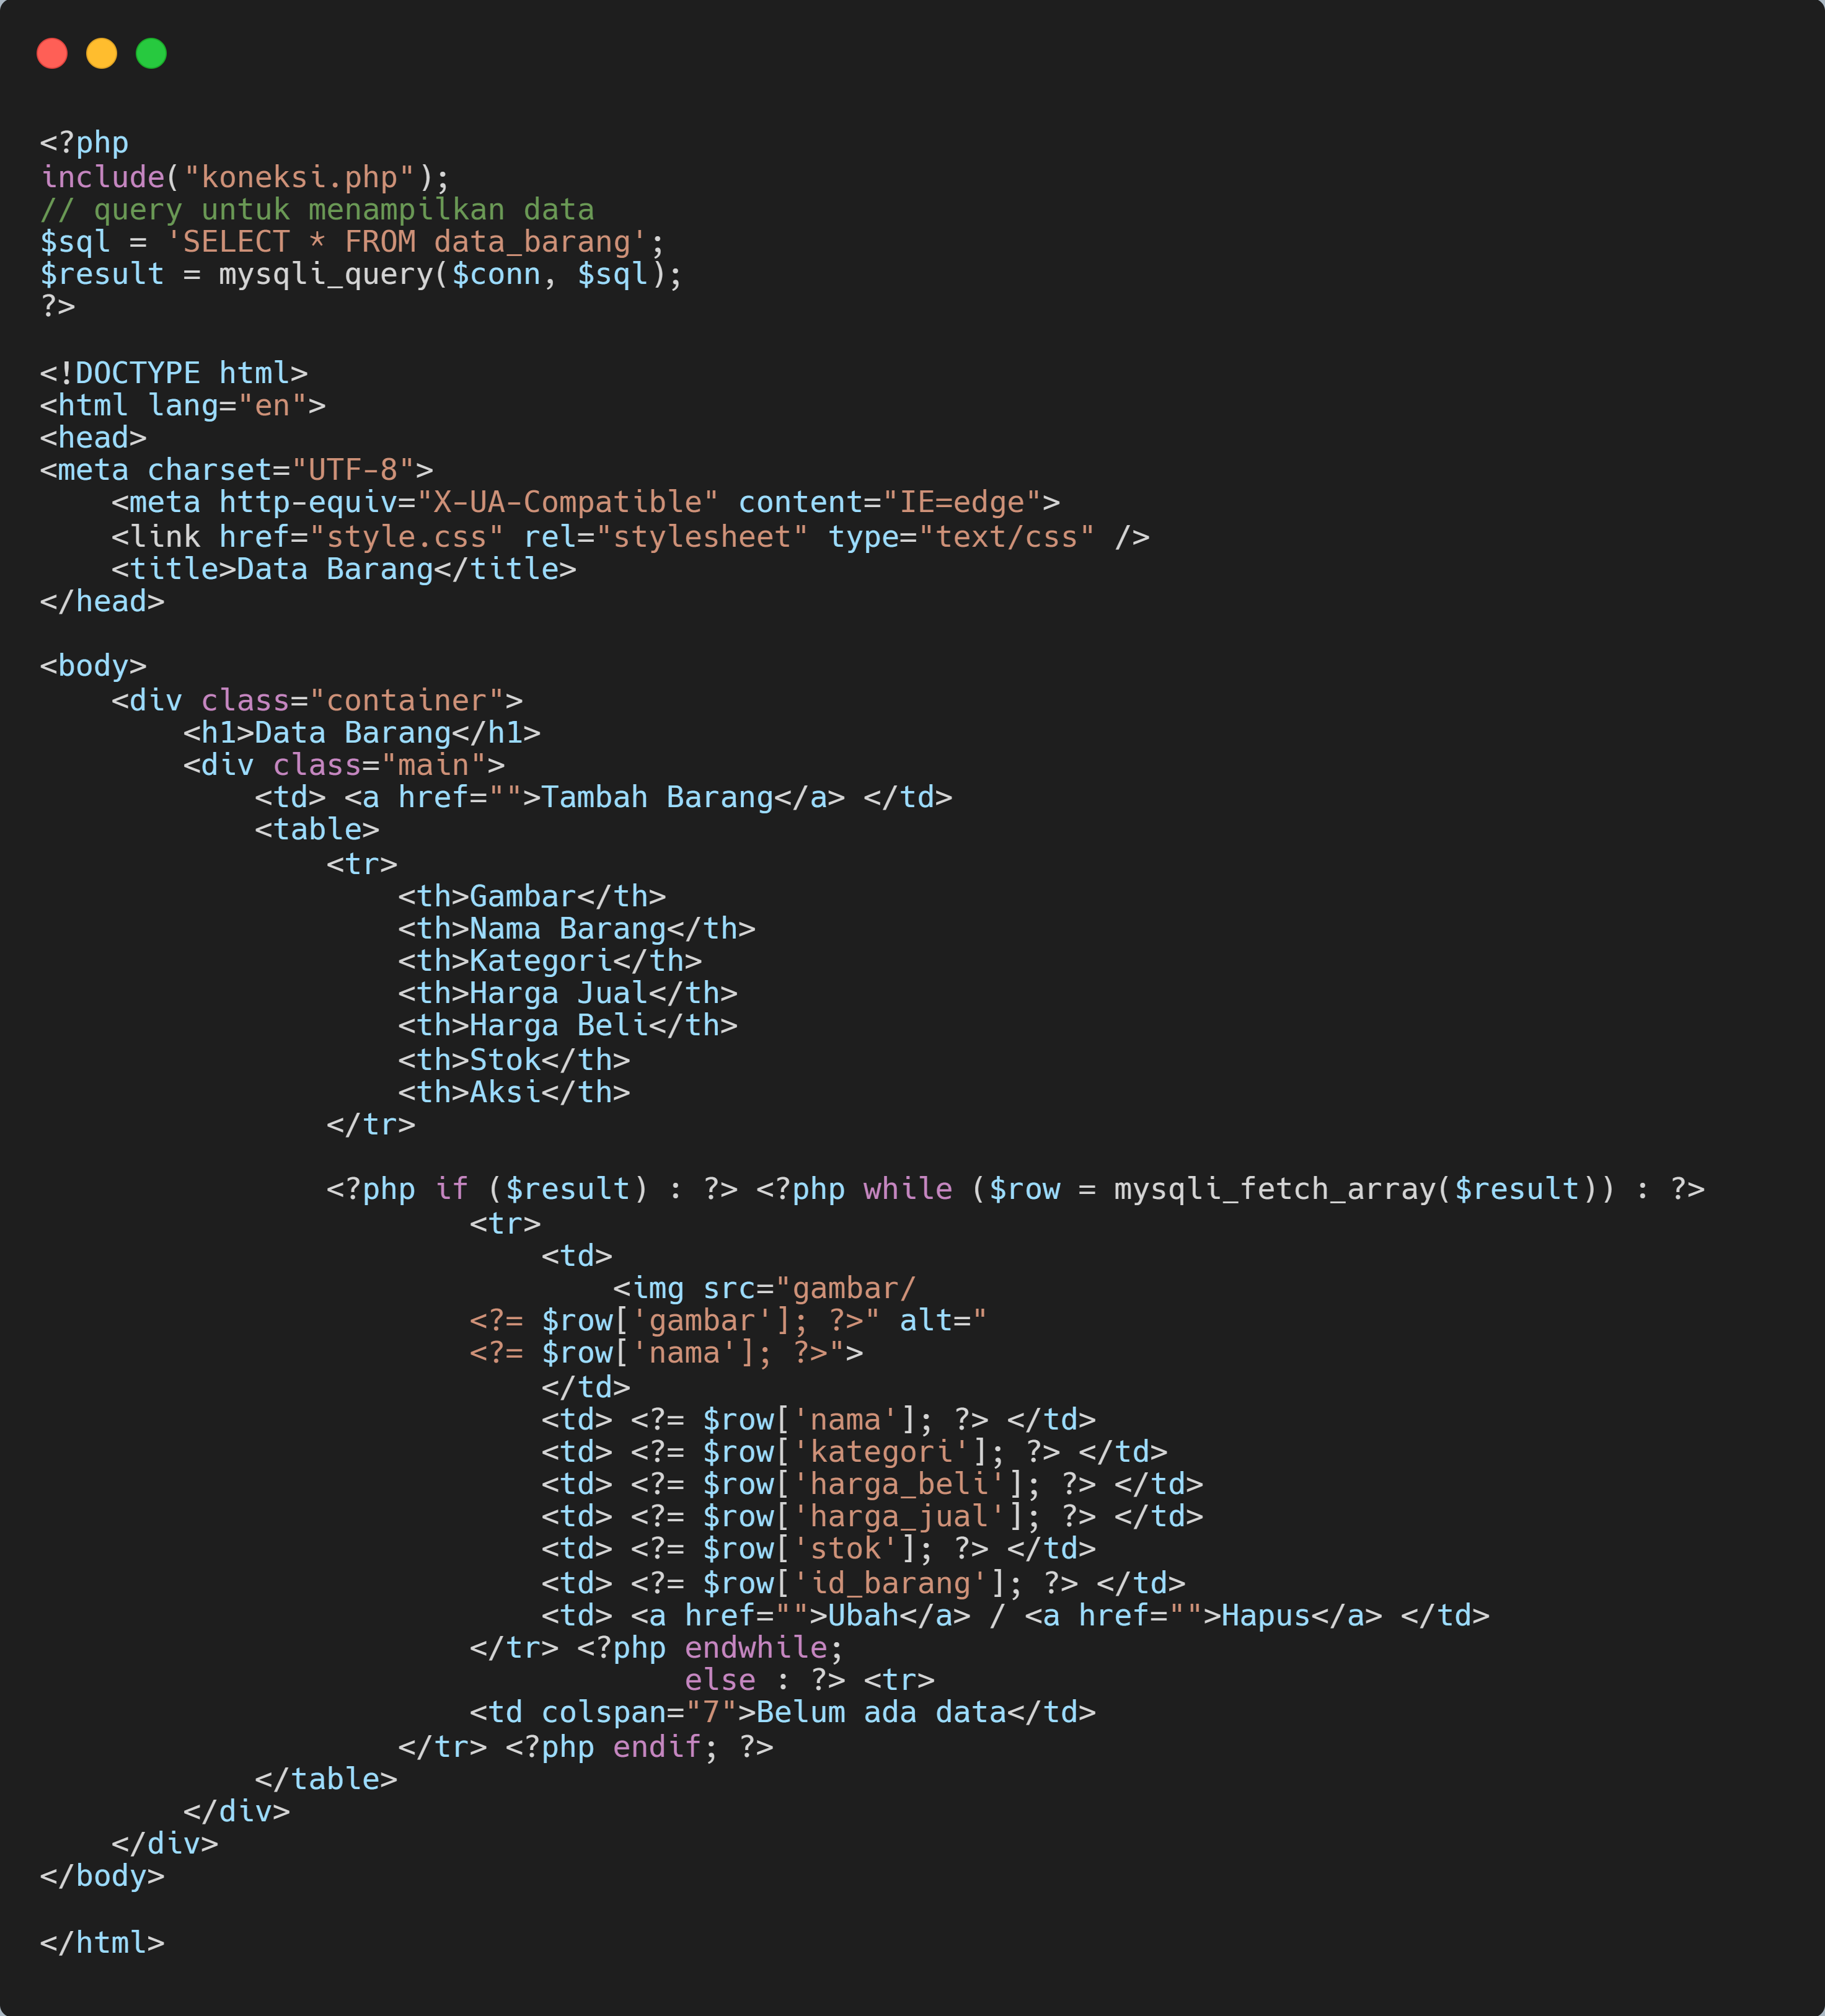 <?php
include("koneksi.php");
// query untuk menampilkan data
$sql = 'SELECT * FROM data_barang';
$result = mysqli_query($conn, $sql);
?>

<!DOCTYPE html>
<html lang="en">
<head>
<meta charset="UTF-8">
    <meta http-equiv="X-UA-Compatible" content="IE=edge">
    <link href="style.css" rel="stylesheet" type="text/css" />
    <title>Data Barang</title>
</head>

<body>
    <div class="container">
        <h1>Data Barang</h1>
        <div class="main">
            <td> <a href="">Tambah Barang</a> </td>
            <table>
                <tr>
                    <th>Gambar</th>
                    <th>Nama Barang</th>
                    <th>Kategori</th>
                    <th>Harga Jual</th>
                    <th>Harga Beli</th>
                    <th>Stok</th>
                    <th>Aksi</th>
                </tr>

                <?php if ($result) : ?> <?php while ($row = mysqli_fetch_array($result)) : ?>
                        <tr>
                            <td>
                                <img src="gambar/
                        <?= $row['gambar']; ?>" alt="
                        <?= $row['nama']; ?>">
                            </td>
                            <td> <?= $row['nama']; ?> </td>
                            <td> <?= $row['kategori']; ?> </td>
                            <td> <?= $row['harga_beli']; ?> </td>
                            <td> <?= $row['harga_jual']; ?> </td>
                            <td> <?= $row['stok']; ?> </td>
                            <td> <?= $row['id_barang']; ?> </td>
                            <td> <a href="">Ubah</a> / <a href="">Hapus</a> </td>
                        </tr> <?php endwhile;
                                    else : ?> <tr>
                        <td colspan="7">Belum ada data</td>
                    </tr> <?php endif; ?>
            </table>
        </div>
    </div>
</body>

</html>